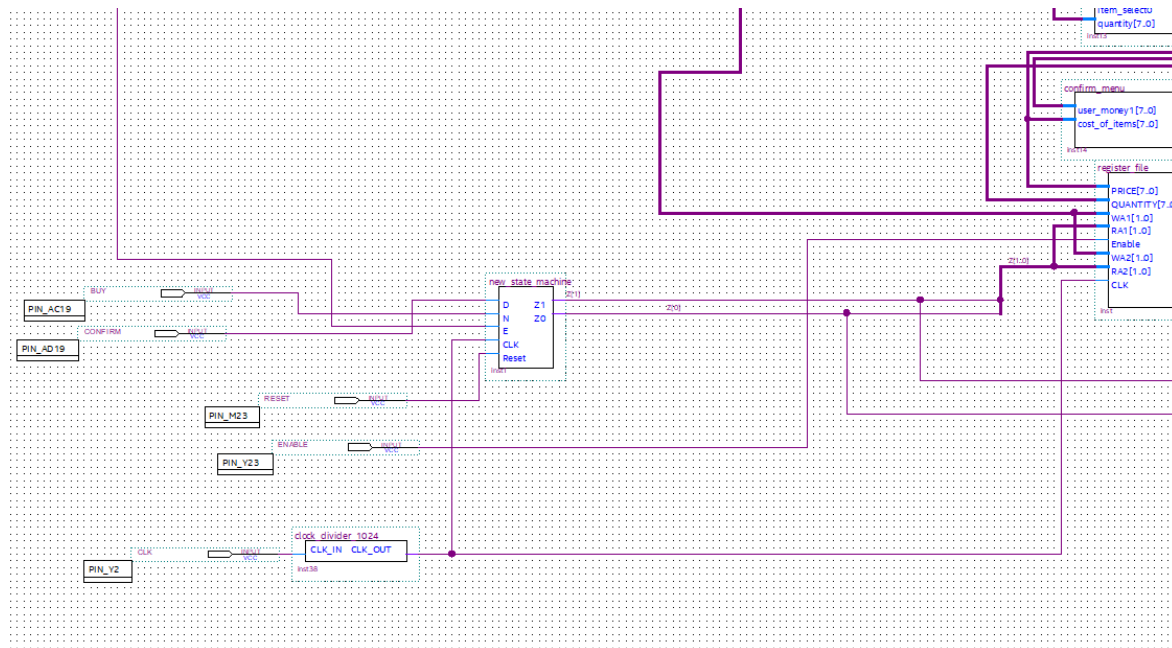 item_select0
quantity[7..0]
inst13
confirm_menu
user_money1[7..0]
cost_of_items[7..0]
inst14
register_file
PRICE[7..0]
QUANTITY[7..0
WA1[1..0]
RA1[1..0]
Enable
WA2[1..0]
RA2[1..0]
CLK
inst
Z[1..0]
new_state_machine
D Z1
N Z0
E
CLK
Reset
inst1
Z[1]
Z[0]
BUY INPUT
VCC
PIN_AC19
CONFIRM INPUT
VCC
PIN_AD19
RESET INPUT
VCC
PIN_M23
ENABLE INPUT
VCC
PIN_Y23
clock_divider_1024
CLK_IN CLK_OUT
inst38
CLK INPUT
VCC
PIN_Y2